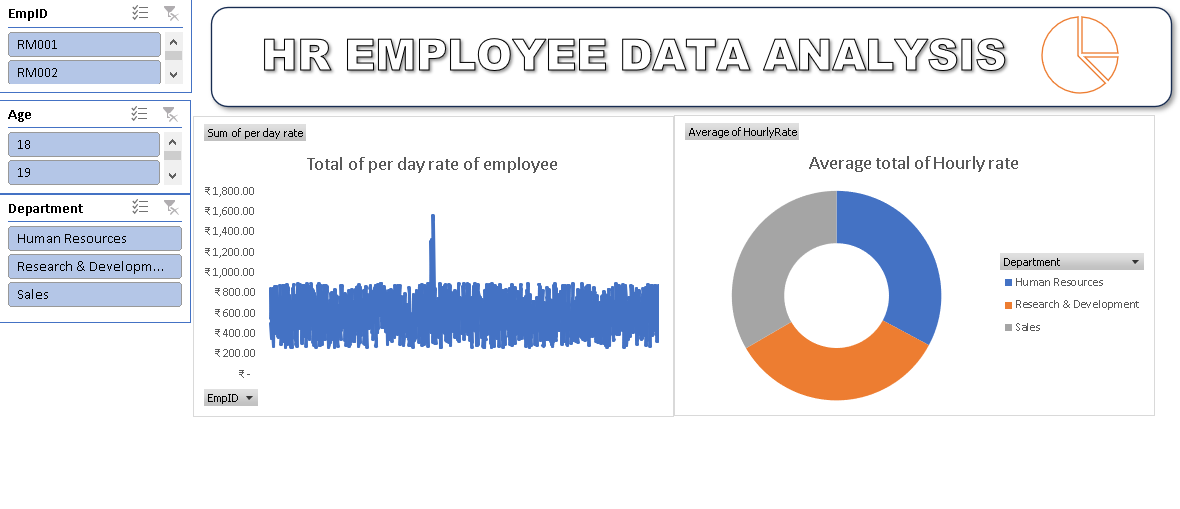 EmpID
RM001
RM002
HR EMPLOYEE DATA ANALYSIS
Age
18
19
Department
Human Resources
Research & Developm...
Sales
Sum of per day rate
Total of per day rate of employee
₹1,800.00
₹1,600.00
₹1,400.00
₹1,200.00
₹1,000.00
₹800.00
₹600.00
₹400.00
₹200.00
₹ -
EmpID
Average of HourlyRate
Average total of Hourly rate
Department
Human Resources
Research & Development
Sales